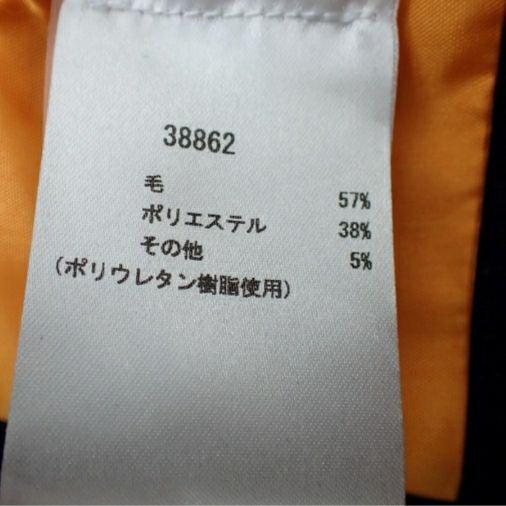 38862
毛 57%
ポリエステル 38%
その他 5%
（ポリウレタン樹脂使用）